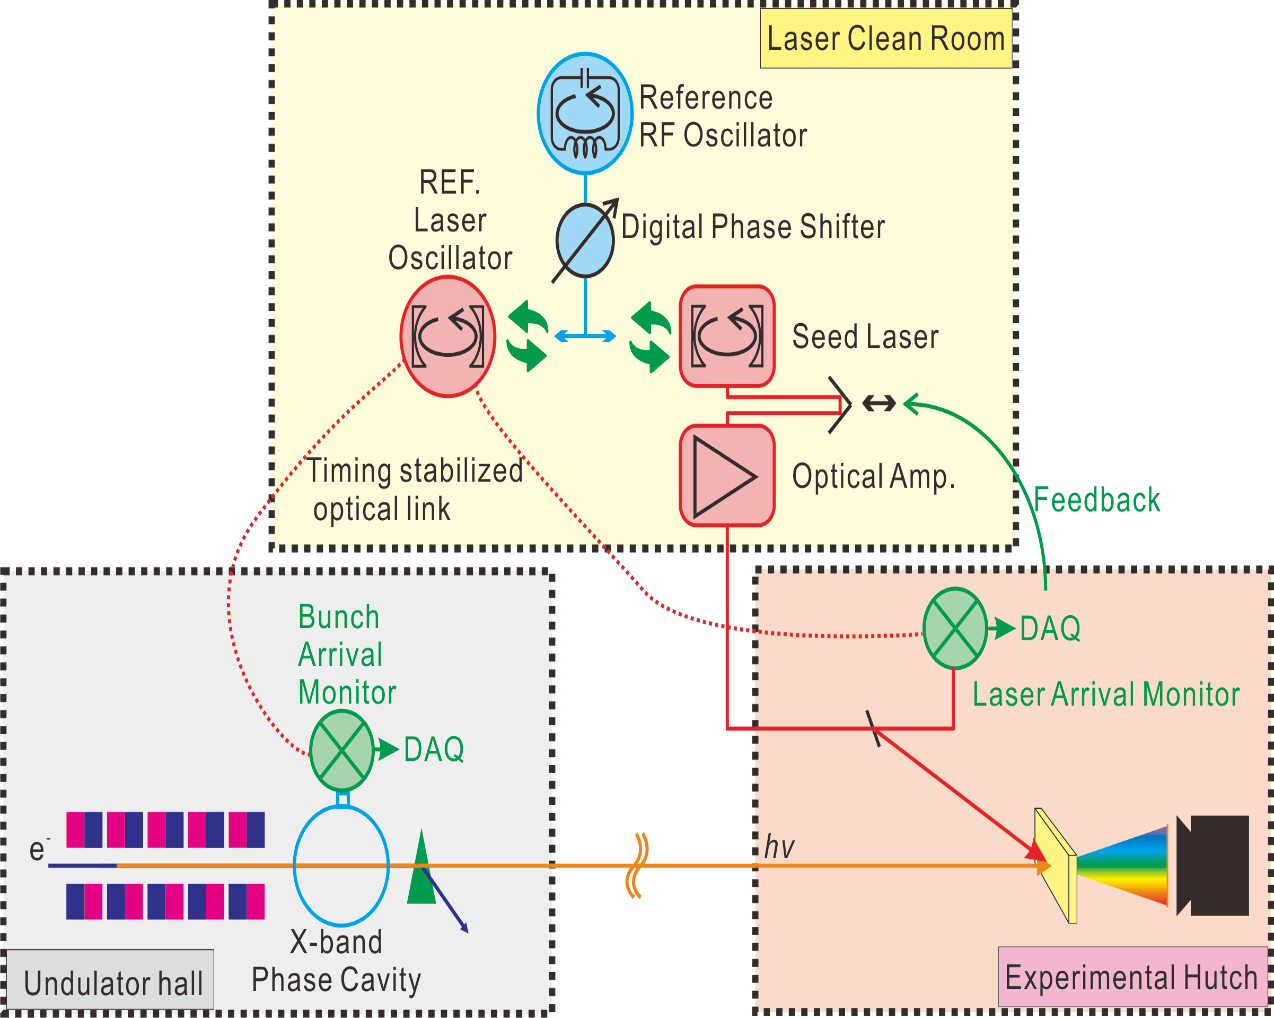 Laser Clean Room
Reference
RF Oscillator
REF.
Laser
Oscillator
Digital Phase Shifter
Seed Laser
Timing stabilized
optical link
Optical Amp.
Feedback
Bunch
Arrival
Monitor
DAQ
DAQ
Laser Arrival Monitor
e-
hν
X-band
Phase Cavity
Undulator hall
Experimental Hutch